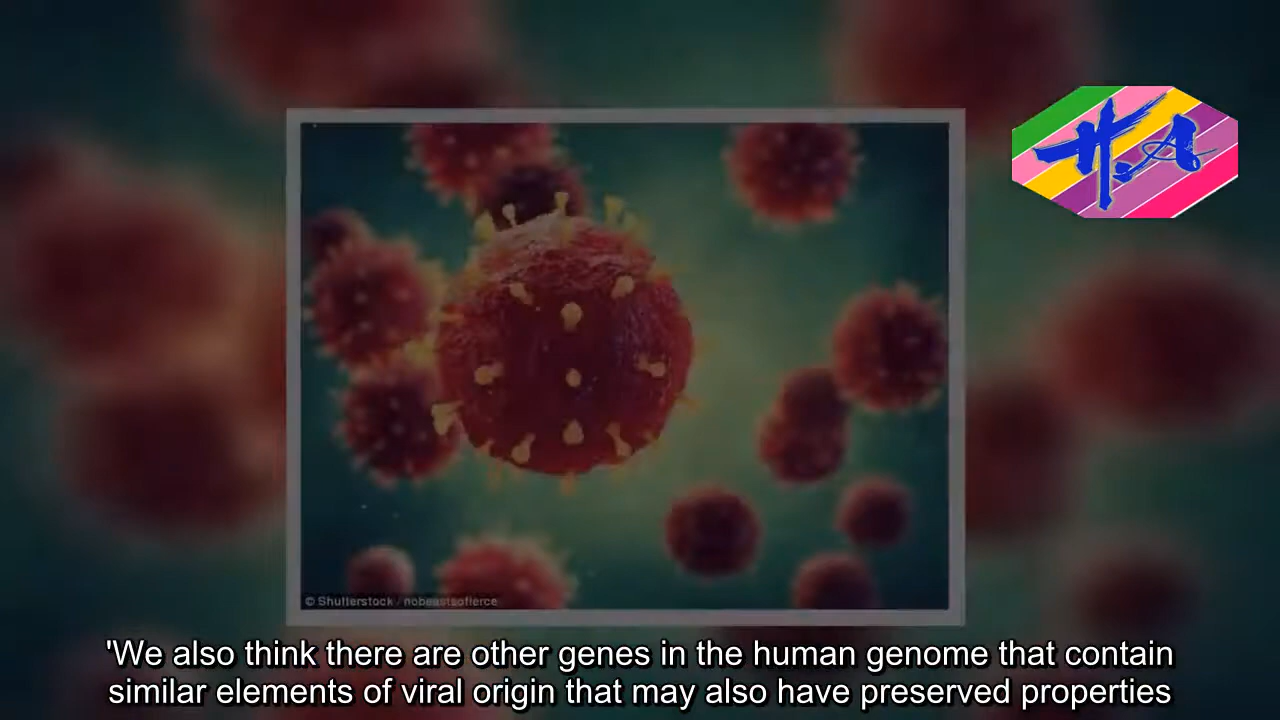 H.A
© Shutterstock / nobeastsofierce
'We also think there are other genes in the human genome that contain
similar elements of viral origin that may also have preserved properties